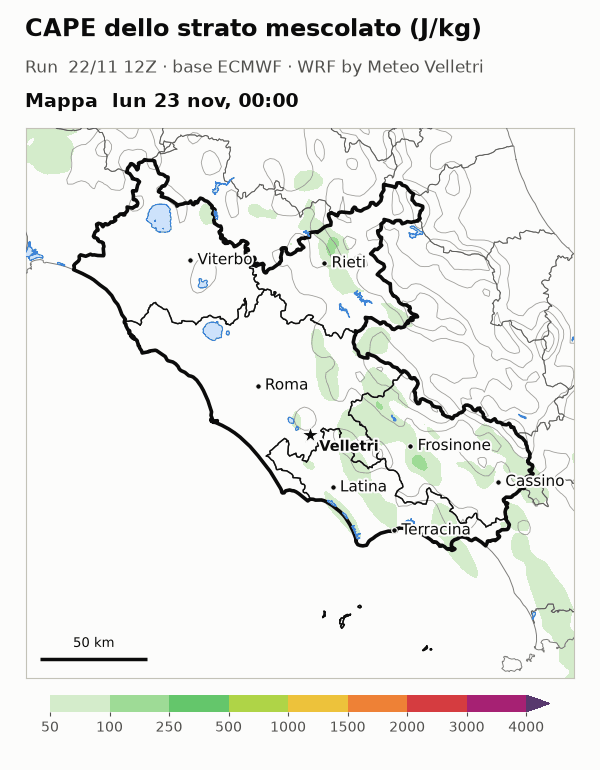 CAPE dello strato mescolato (J/kg)
Run  22/11 12Z · base ECMWF · WRF by Meteo Velletri
Mappa  lun 23 nov, 00:00
Viterbo
Rieti
Roma
Velletri
Frosinone
Cassino
Latina
Terracina
50 km
50 100 250 500 1000 1500 2000 3000 4000